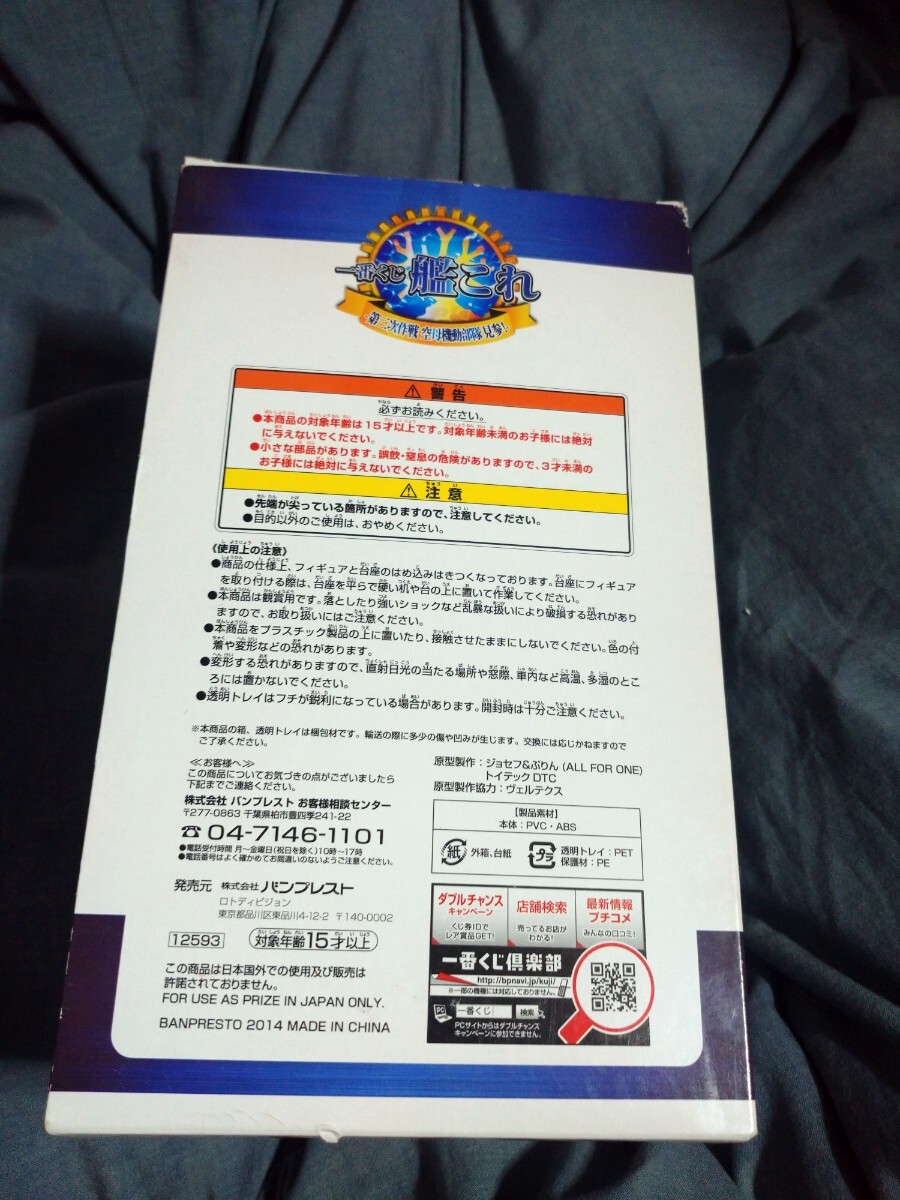 一番くじ 艦これ
第三次作戦 空母機動部隊 見参!
⚠ 警告
必ずお読みください。
●本商品の対象年齢は15才以上です。対象年齢未満のお子様には絶対
に与えないでください。
●小さな部品があります。誤飲・窒息の危険がありますので、3才未満の
お子様には絶対に与えないでください。
⚠ 注意
●先端が尖っている箇所がありますので、注意してください。
●目的以外のご使用は、おやめください。
《使用上の注意》
●商品の仕様上、フィギュアと台座のはめ込みはきつくなっております。台座にフィギュア
を取り付ける際は、台座を平らで硬い机や台の上に置いて作業してください。
●本商品は観賞用です。落としたり強いショックなど乱暴な扱いにより破損する恐れがあり
ますので、お取り扱いにはご注意ください。
●本商品をプラスチック製品の上に置いたり、接触させたままにしないでください。色の付
着や変形などの恐れがあります。
●変形する恐れがありますので、直射日光の当たる場所や窓際、車内など高温、多湿のとこ
ろには置かないでください。
●透明トレイはフチが鋭利になっている場合があります。開封時は十分ご注意ください。
※本商品の箱、透明トレイは梱包材です。輸送の際に多少の傷や凹みが生じます。交換には応じかねますので
ご了承ください。
≪お客様へ≫
この商品についてお気づきの点がございましたら
下記までご連絡ください。
株式会社 バンプレスト お客様相談センター
〒277-0863 千葉県柏市豊四季241-22
☎ 04-7146-1101
●電話受付時間 月～金曜日(祝日を除く)10時～17時
●電話番号はよく確かめてお間違いのないようご注意ください。
発売元 株式会社 バンプレスト
ロトディビジョン
東京都品川区東品川4-12-2 〒140-0002
12593 対象年齢15才以上
この商品は日本国外での使用及び販売は
許諾されておりません。
FOR USE AS PRIZE IN JAPAN ONLY.
BANPRESTO 2014 MADE IN CHINA
原型製作:ジョセフ&ぷりん (ALL FOR ONE)
トイテック DTC
原型製作協力:ヴェルテクス
【製品素材】
本体:PVC・ABS
紙 外箱、台紙
プラ 透明トレイ:PET
保護材:PE
ダブルチャンス
キャンペーン
くじ券IDで
レア賞品GET!
店舗検索
売ってるお店が
わかる!
最新情報
プチコメ
みんなの口コミ!
一番くじ倶楽部
http://bpnavi.jp/kuji/
※一部の機種には対応しておりません。
PC 一番くじ 検索
PCサイトからはダブルチャンス
キャンペーンに参加できません。